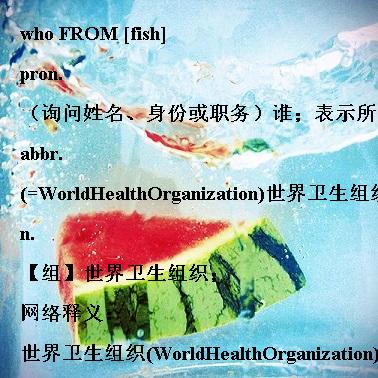 who FROM [fish]
pron.
（询问姓名、身份或职务）谁；表示所
abbr.
(=WorldHealthOrganization)世界卫生组织
n.
【组】世界卫生组织；
网络释义
世界卫生组织(WorldHealthOrganization)